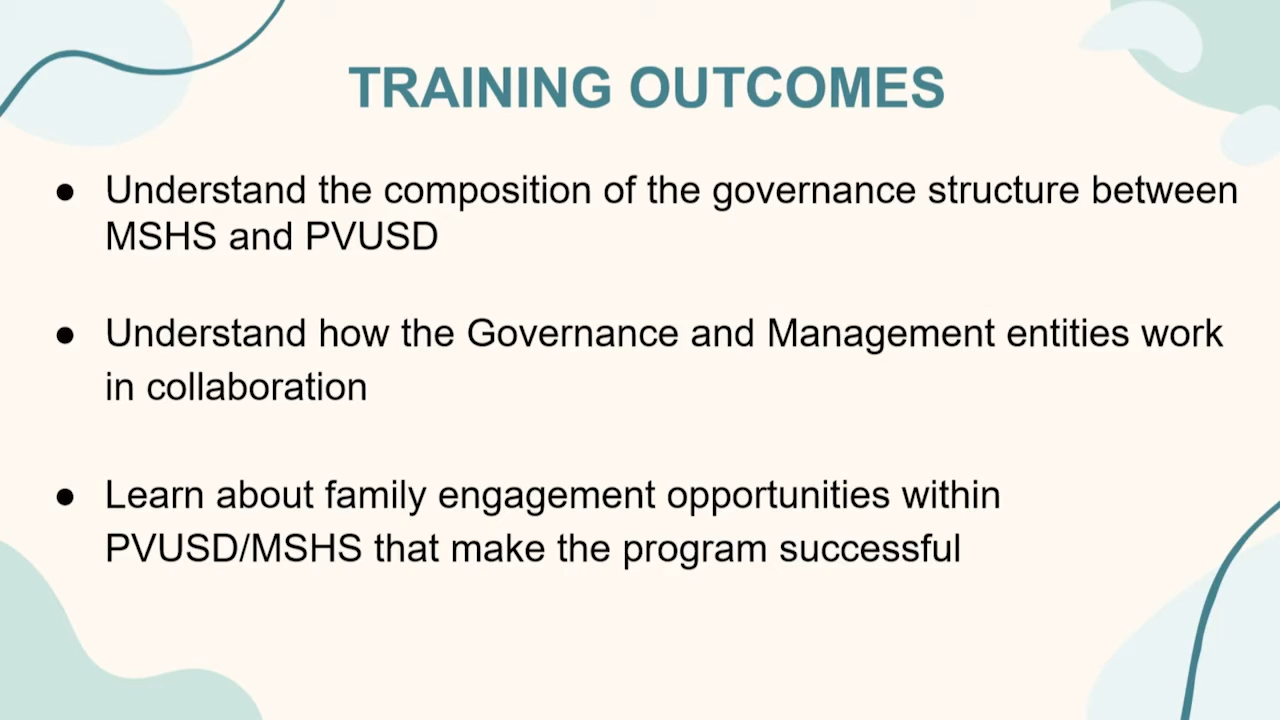 TRAINING OUTCOMES
● Understand the composition of the governance structure between
MSHS and PVUSD
● Understand how the Governance and Management entities work
in collaboration
● Learn about family engagement opportunities within
PVUSD/MSHS that make the program successful